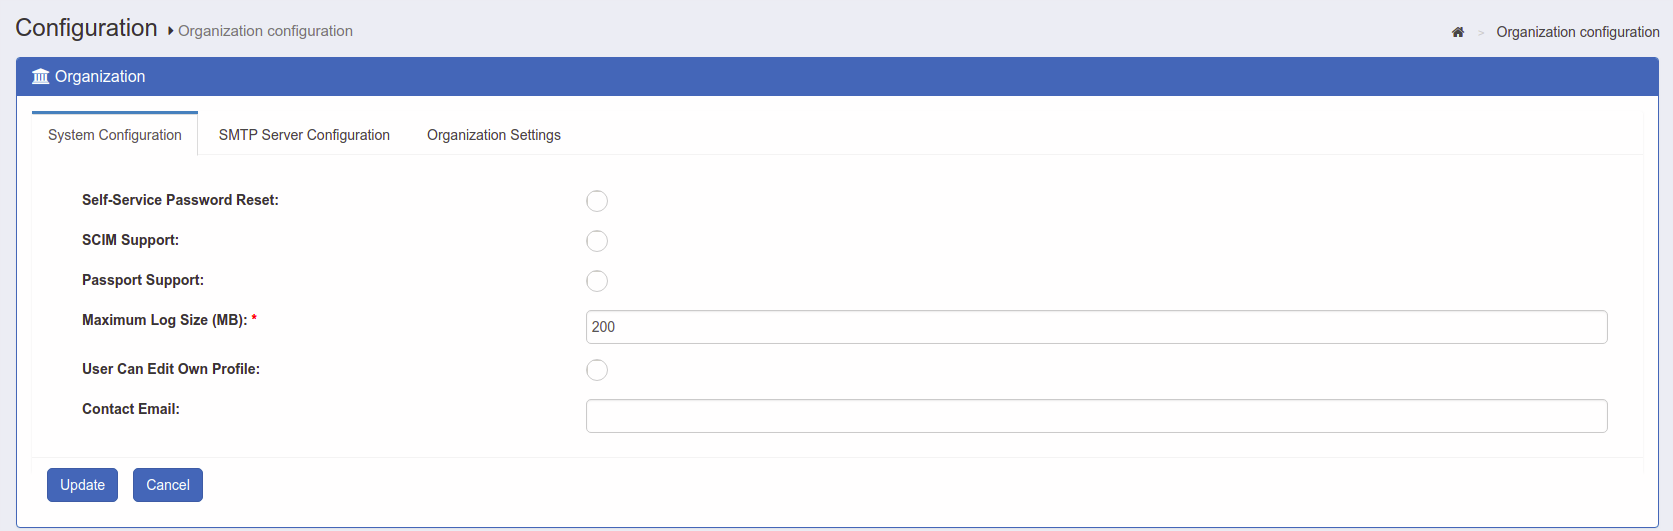 Configuration Organization configuration
> Organization configuration
Organization
System Configuration
SMTP Server Configuration
Organization Settings
Self-Service Password Reset:
SCIM Support:
Passport Support:
Maximum Log Size (MB): *
200
User Can Edit Own Profile:
Contact Email:
Update
Cancel